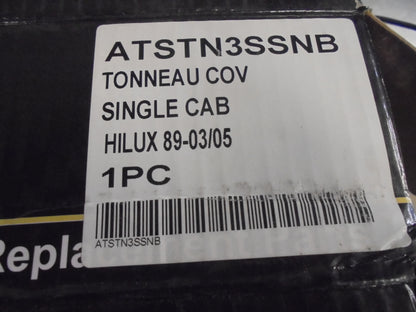 ATSTN3SSNB
TONNEAU COV
SINGLE CAB
HILUX 89-03/05
1PC
ATSTN3SSNB